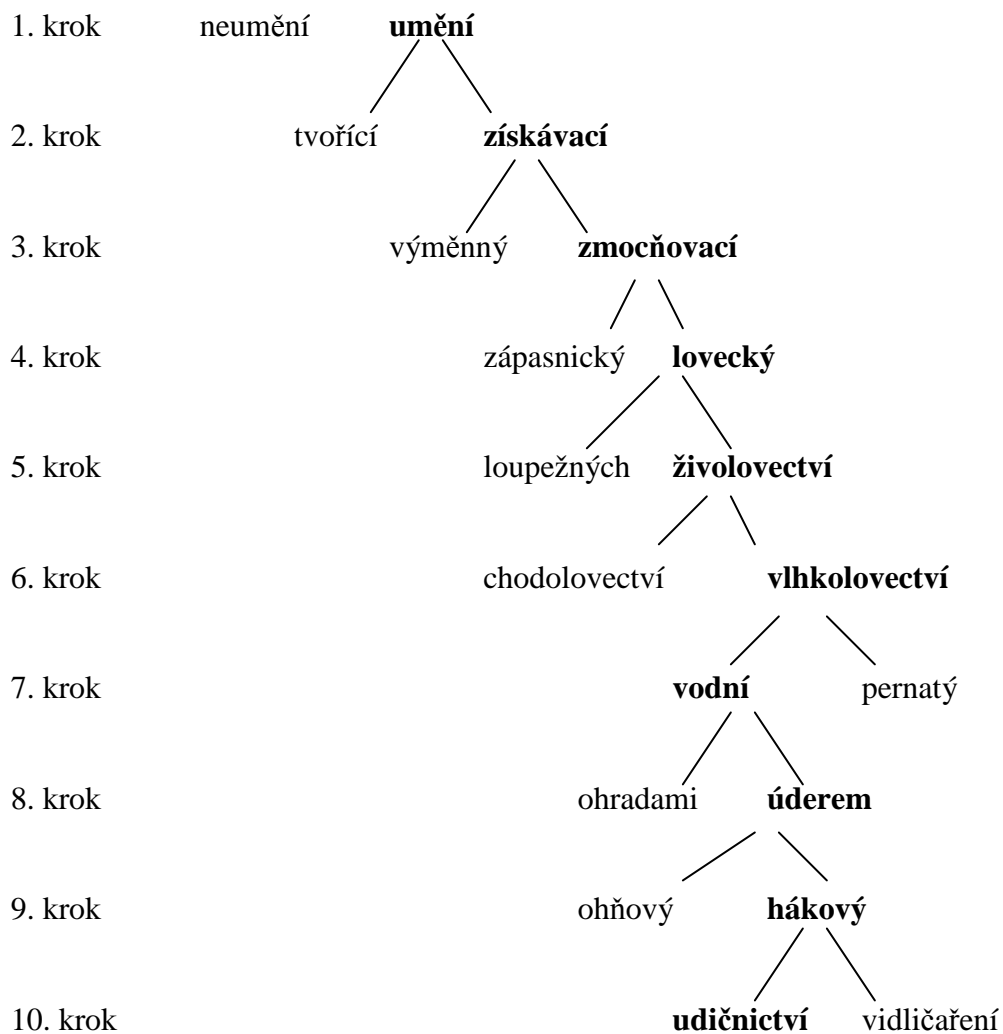 1. krok neumění umění
2. krok tvořící získávací
3. krok výměnný zmocňovací
4. krok zápasnický lovecký
5. krok loupežných živolovectví
6. krok chodolovectví vlhkolovectví
7. krok vodní pernatý
8. krok ohradami úderem
9. krok ohňový hákový
10. krok udičnictví vidličaření